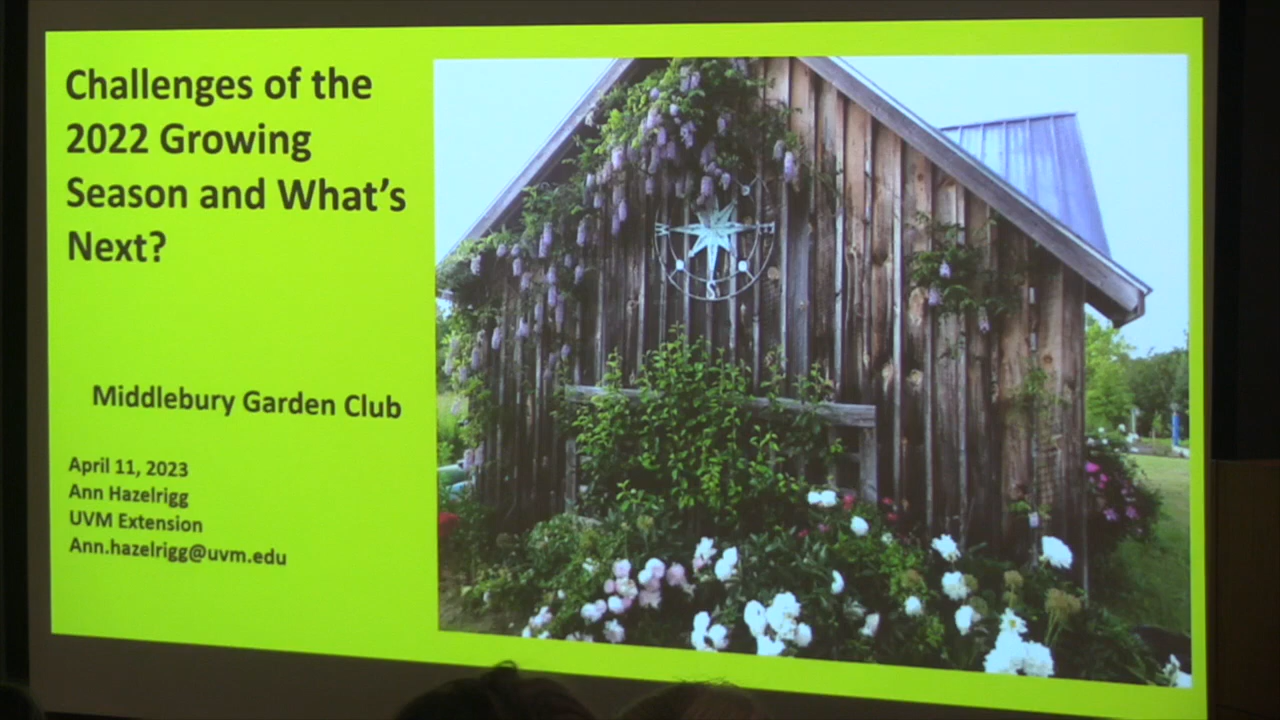 Challenges of the
2022 Growing
Season and What's
Next?
Middlebury Garden Club
April 11, 2023
Ann Hazelrigg
UVM Extension
Ann.hazelrigg@uvm.edu
S